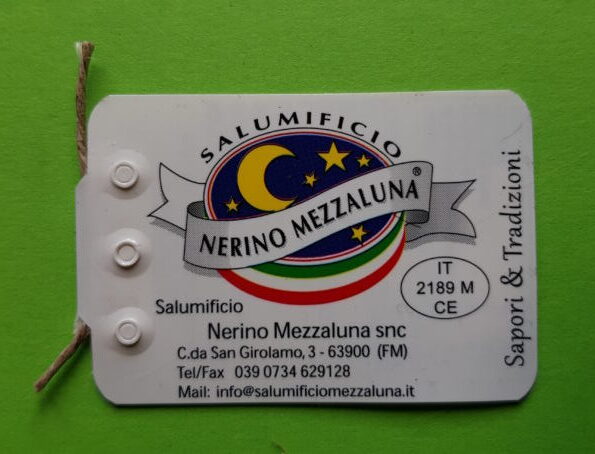 SALUMIFICIO
NERINO MEZZALUNA®
IT
2189 M
CE
Salumificio
Nerino Mezzaluna snc
C.da San Girolamo, 3 - 63900 (FM)
Tel/Fax 039 0734 629128
Mail: info@salumificiomezzaluna.it
Sapori & Tradizioni